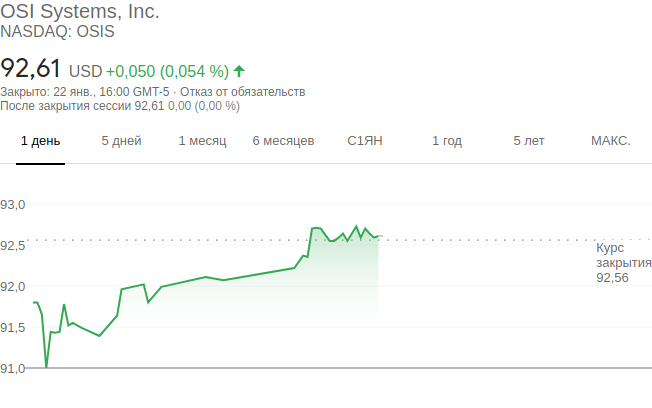 OSI Systems, Inc.
NASDAQ: OSIS
92,61 USD +0,050 (0,054 %)
Закрыто: 22 янв., 16:00 GMT-5 · Отказ от обязательств
После закрытия сессии 92,61 0,00 (0,00 %)
1 день 5 дней 1 месяц 6 месяцев С1ЯН 1 год 5 лет МАКС.
93,0
92,5
Курс
закрытия
92,56
92,0
91,5
91,0